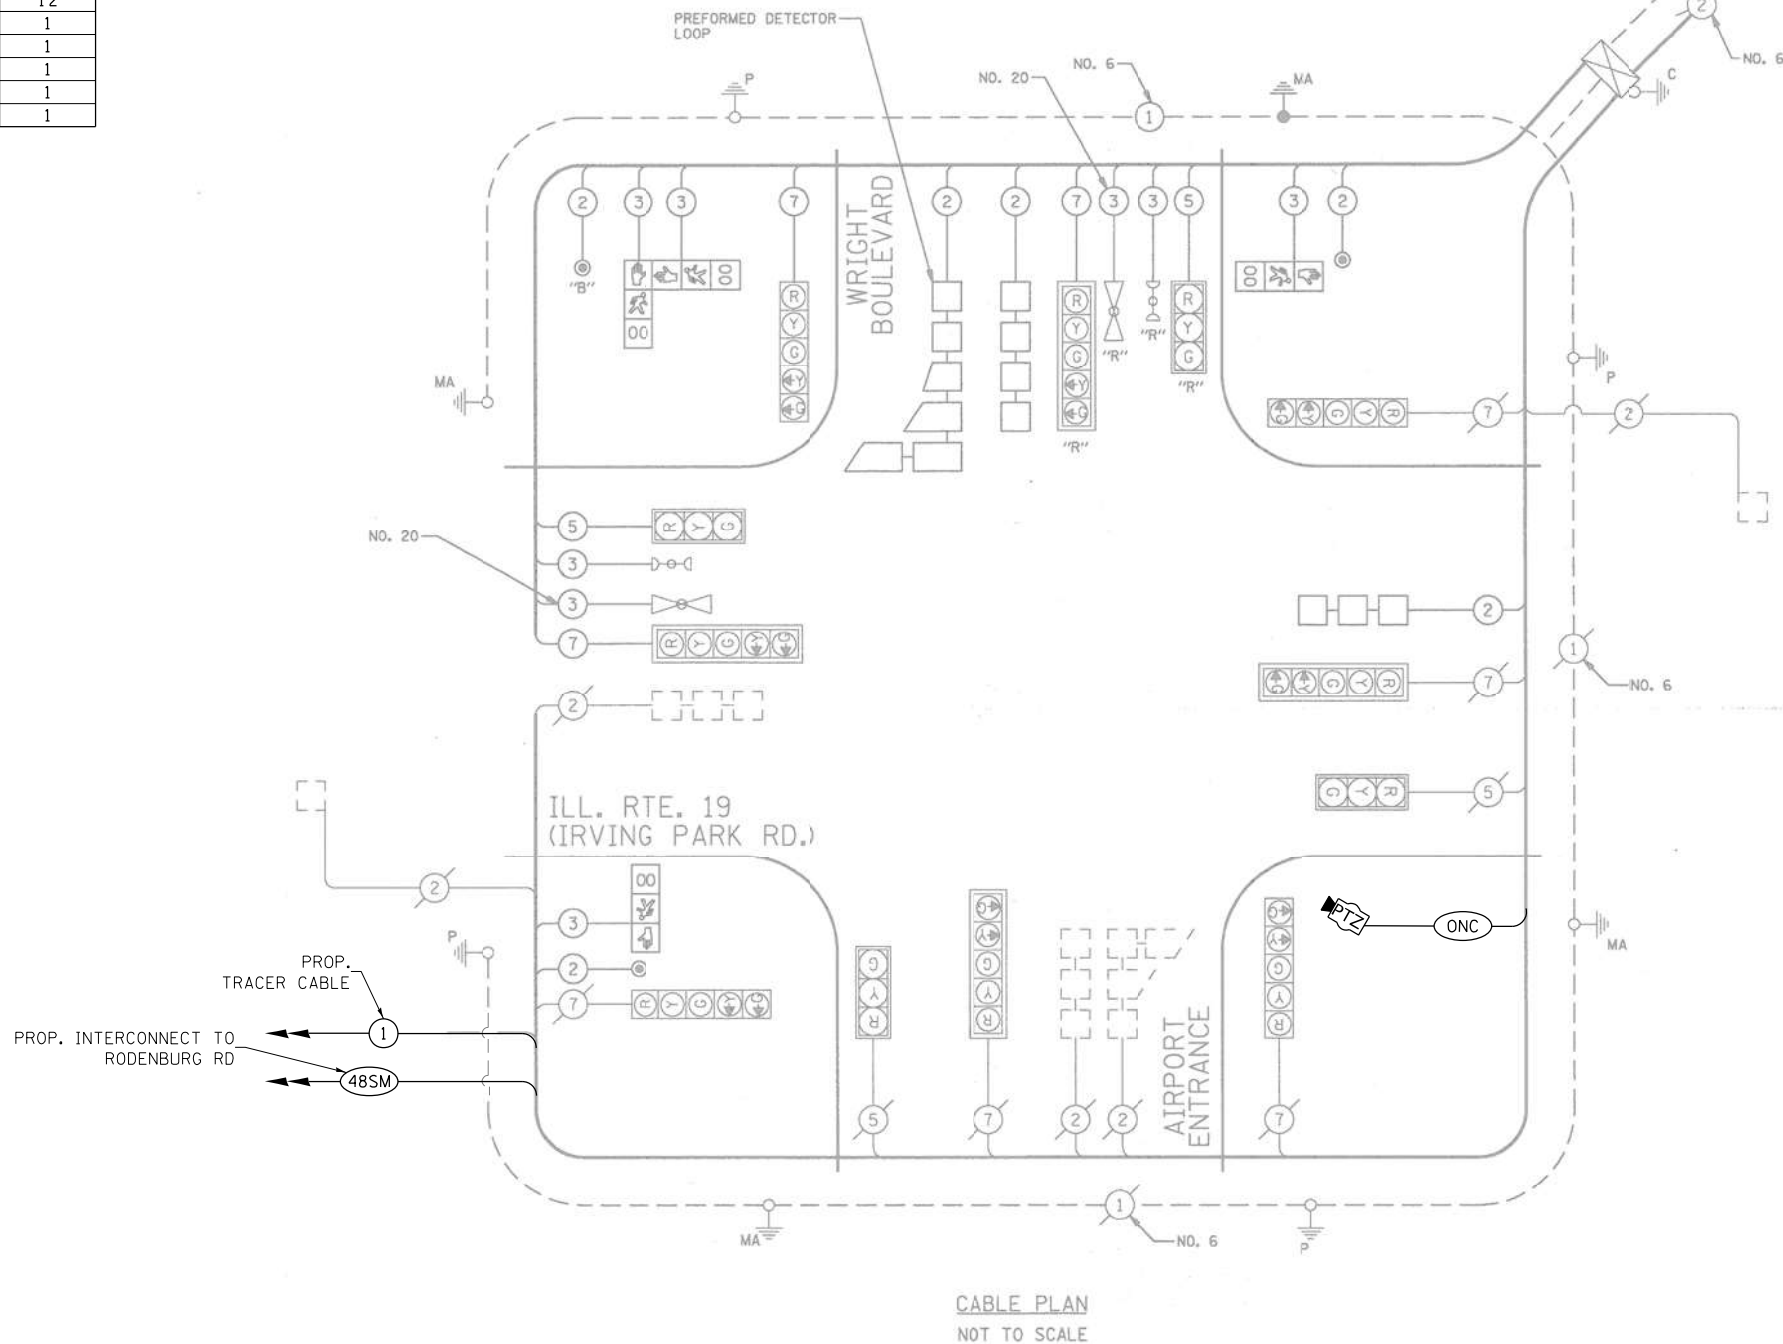 12
1
1
1
1
1
PREFORMED DETECTOR
LOOP
NO. 6
NO. 20
P
MA
1
2
NO. 6
C
2
3
3
7
WRIGHT
BOULEVARD
2
2
7
3
3
5
3
2
"B"
00
00
R
Y
G
Y
G
R
Y
G
Y
G
"R"
"R"
"R"
R
Y
G
"R"
00
MA
P
G Y G Y R
7
2
NO. 20
5
R Y G
3
3
7
R Y G Y G
2
2
G Y G Y R
7
1
NO. 6
G Y R
5
ILL. RTE. 19
(IRVING PARK RD.)
2
00
3
2
7
R Y G Y G
P
PROP.
TRACER CABLE
1
PROP. INTERCONNECT TO
RODENBURG RD
48SM
G
Y
R
5
G
Y
G
Y
R
7
2
2
AIRPORT
ENTRANCE
G
Y
G
Y
R
7
PTZ
ONC
MA
MA
1
NO. 6
P
CABLE PLAN
NOT TO SCALE